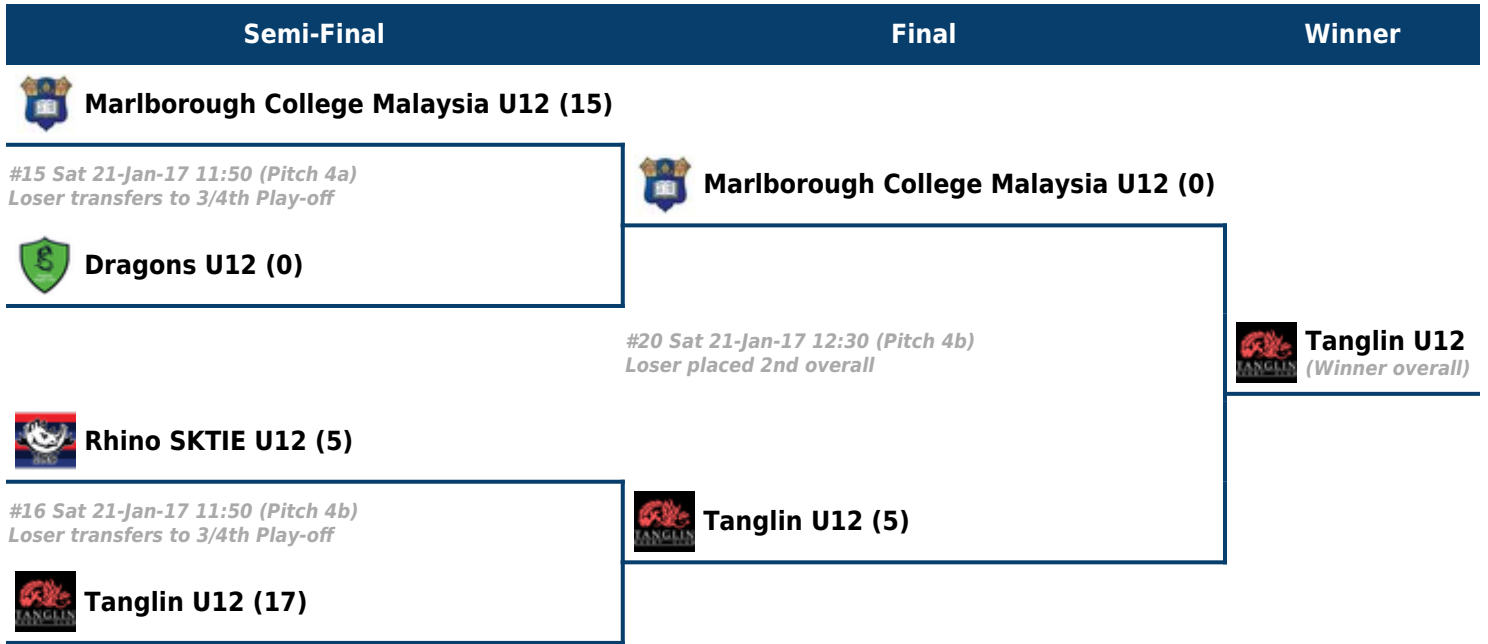 Semi-Final
Final
Winner
Marlborough College Malaysia U12 (15)
#15 Sat 21-Jan-17 11:50 (Pitch 4a)
Loser transfers to 3/4th Play-off
Marlborough College Malaysia U12 (0)
Dragons U12 (0)
#20 Sat 21-Jan-17 12:30 (Pitch 4b)
Loser placed 2nd overall
TANGLIN
Tanglin U12
(Winner overall)
Rhino SKTIE U12 (5)
#16 Sat 21-Jan-17 11:50 (Pitch 4b)
Loser transfers to 3/4th Play-off
TANGLIN
Tanglin U12 (5)
TANGLIN
Tanglin U12 (17)